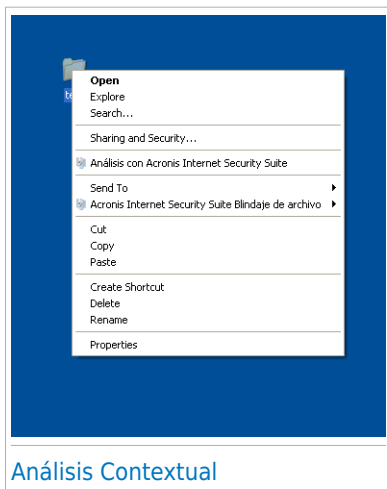 Open
te
Explore
Search...
Sharing and Security...
Análisis con Acronis Internet Security Suite
Send To
Acronis Internet Security Suite Blindaje de archivo
Cut
Copy
Paste
Create Shortcut
Delete
Rename
Properties
Análisis Contextual